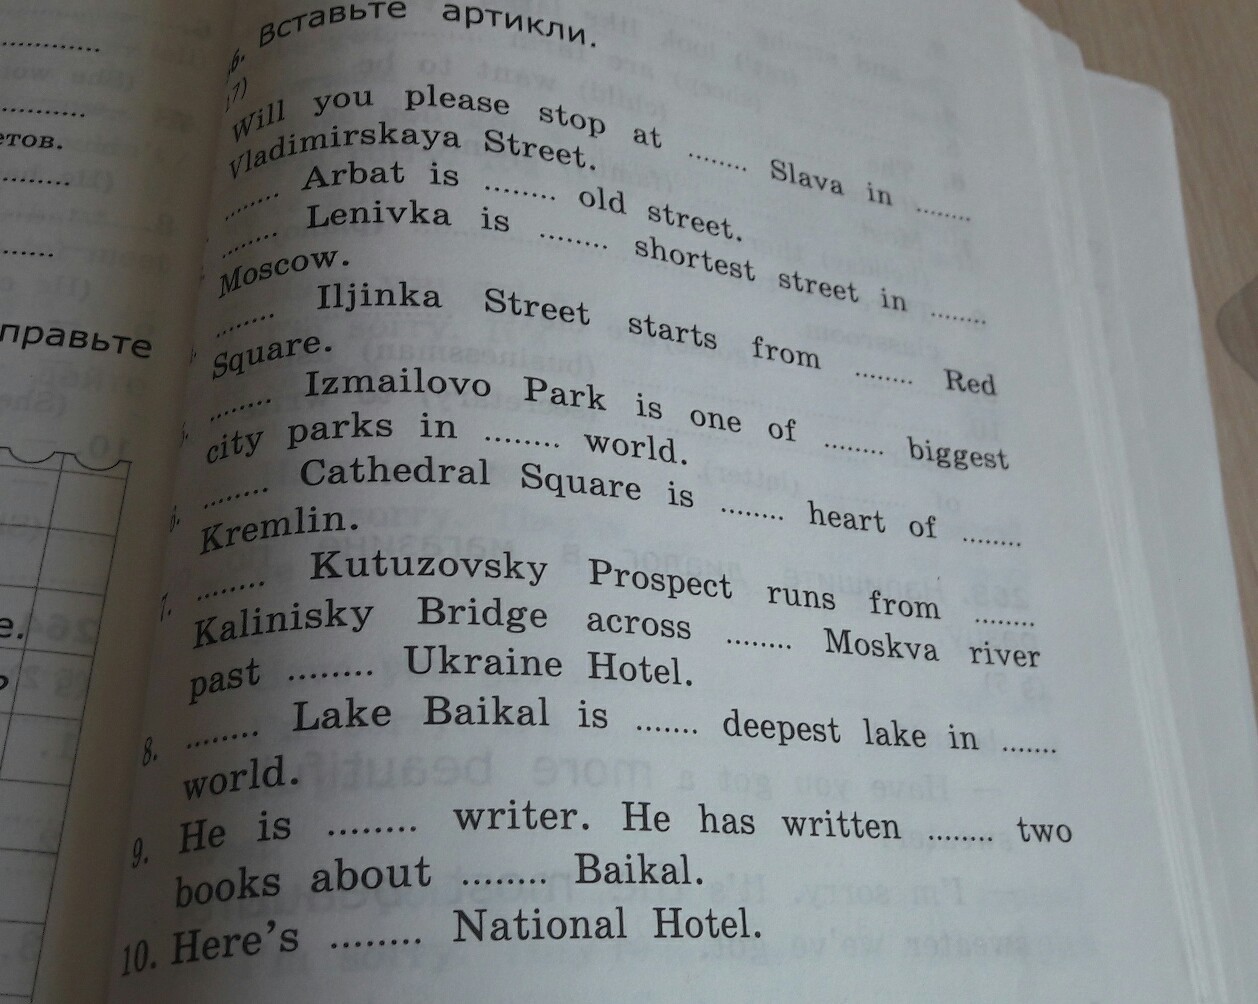 етов.
правьте
е.
6. Вставьте артикли.
7)
Will you please stop at ........ Slava in ........
Vladimirskaya Street.
........ Arbat is ........ old street.
........ Lenivka is ........ shortest street in ........
Moscow.
........ Iljinka Street starts from ........ Red
Square.
........ Izmailovo Park is one of ........ biggest
city parks in ........ world.
6. ........ Cathedral Square is ........ heart of ........
Kremlin.
7. ........ Kutuzovsky Prospect runs from ........
Kalinisky Bridge across ........ Moskva river
past ........ Ukraine Hotel.
8. ........ Lake Baikal is ........ deepest lake in ........
world.
9. He is ........ writer. He has written ........ two
books about ........ Baikal.
10. Here's ........ National Hotel.